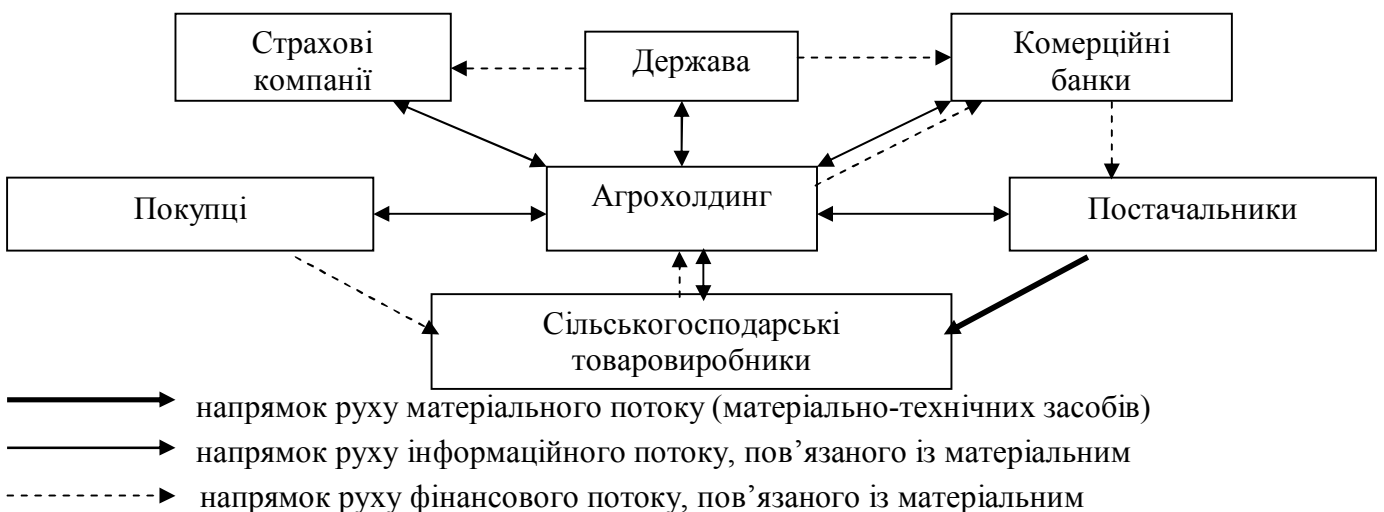 Страхові
компанії
Держава
Комерційні
банки
Покупці
Агрохолдинг
Постачальники
Сільськогосподарські
товаровиробники
напрямок руху матеріального потоку (матеріально-технічних засобів)
напрямок руху інформаційного потоку, пов’язаного із матеріальним
напрямок руху фінансового потоку, пов’язаного із матеріальним